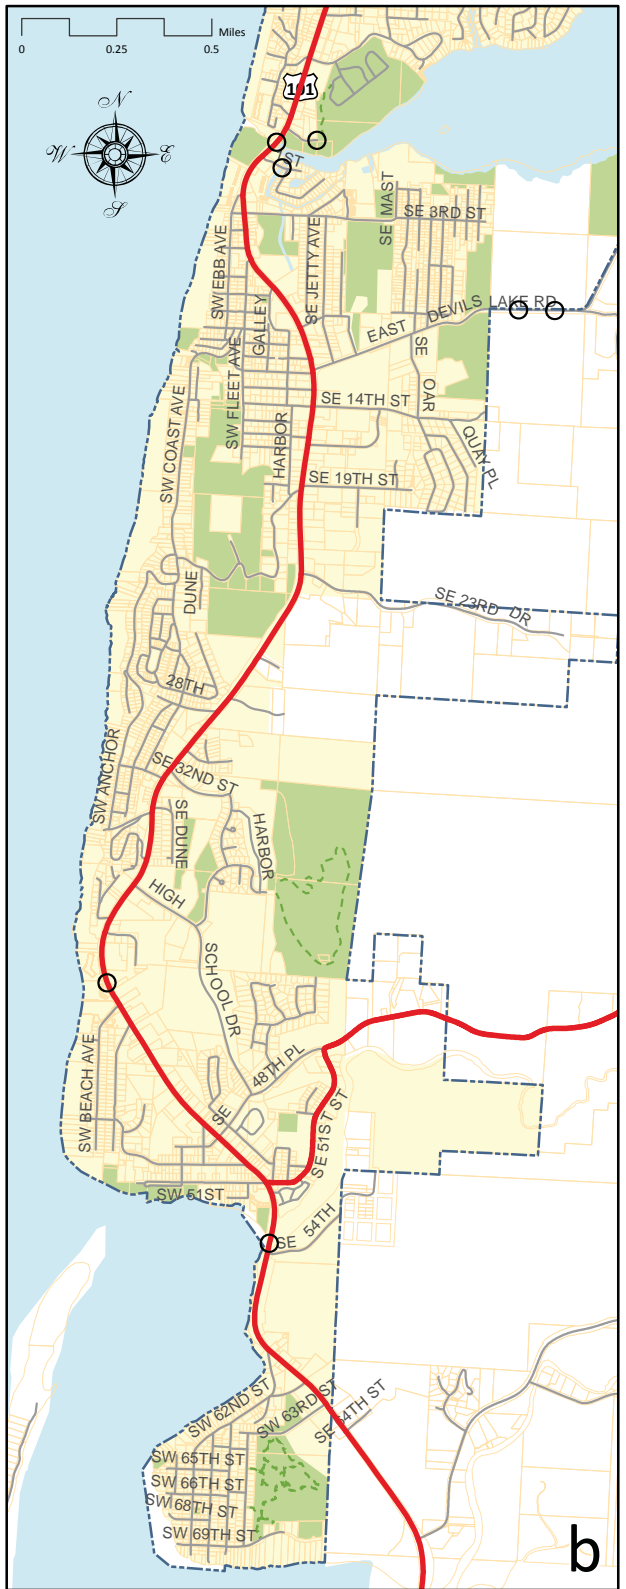 Miles
0 0.25 0.5
101
N
W E
S
ST
SE MAST
SE 3RD ST
SW EBB AVE
SE JETTY AVE
GALLEY
EAST DEVILS LAKE RD
SE OAR
SW FLEET AVE
SW COAST AVE
SE 14TH ST
HARBOR
QUAY PL
SE 19TH ST
DUNE
SE 23RD DR
28TH
SW ANCHOR
SE 32ND ST
SE DUNE
HARBOR
HIGH
SCHOOL DR
SW BEACH AVE
48TH PL
SE
SE 51ST ST
SW 51ST
SE 54TH
SW 62ND ST
SW 63RD ST
SE 64TH ST
SW 65TH ST
SW 66TH ST
SW 68TH ST
SW 69TH ST
b